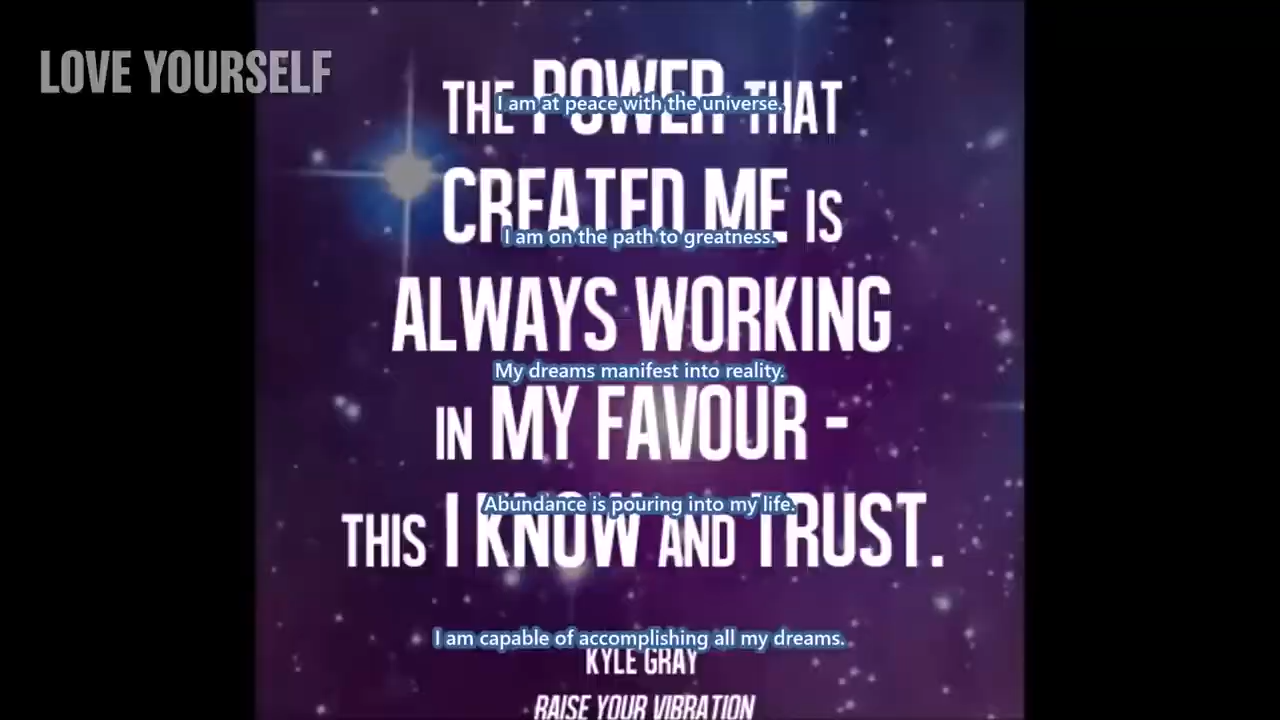 LOVE YOURSELF
THE POWER THAT
I am at peace with the universe.
CREATED ME IS
I am on the path to greatness.
ALWAYS WORKING
My dreams manifest into reality.
IN MY FAVOUR -
Abundance is pouring into my life.
THIS I KNOW AND TRUST.
I am capable of accomplishing all my dreams.
KYLE GRAY
RAISE YOUR VIBRATION